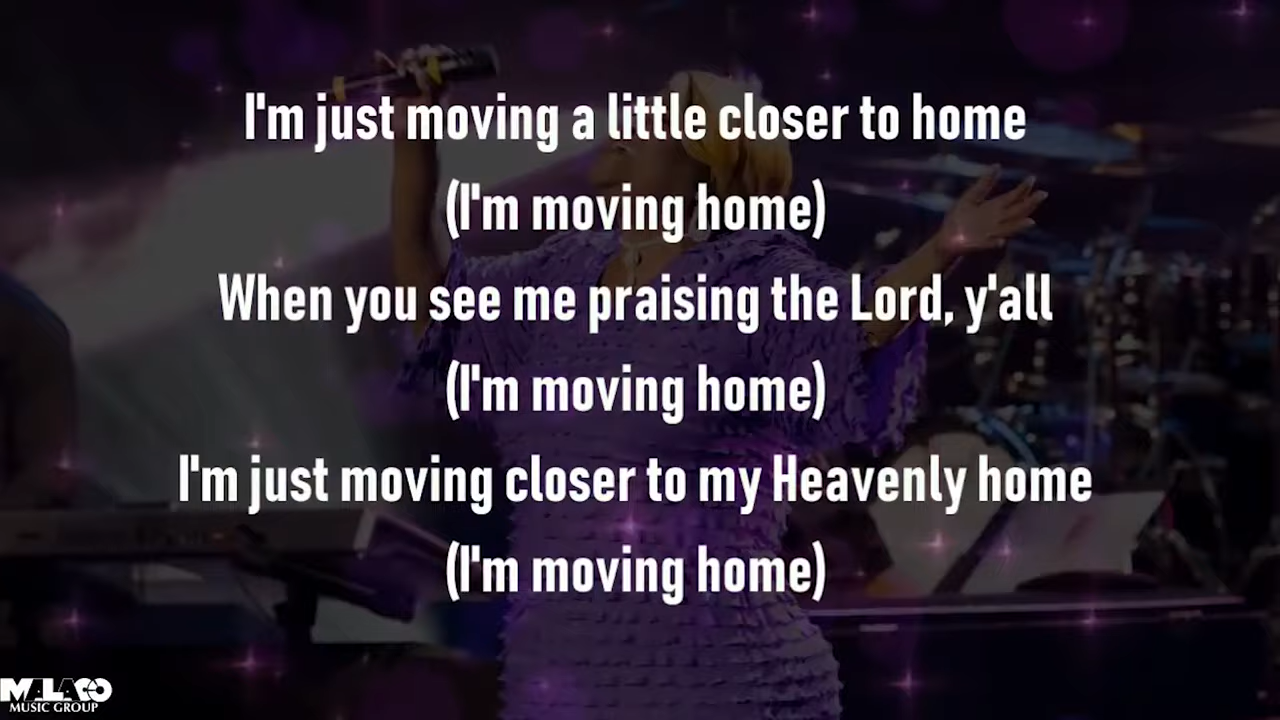 I'm just moving a little closer to home
(I'm moving home)
When you see me praising the Lord, y'all
(I'm moving home)
I'm just moving closer to my Heavenly home
(I'm moving home)
MALACO
MUSIC GROUP